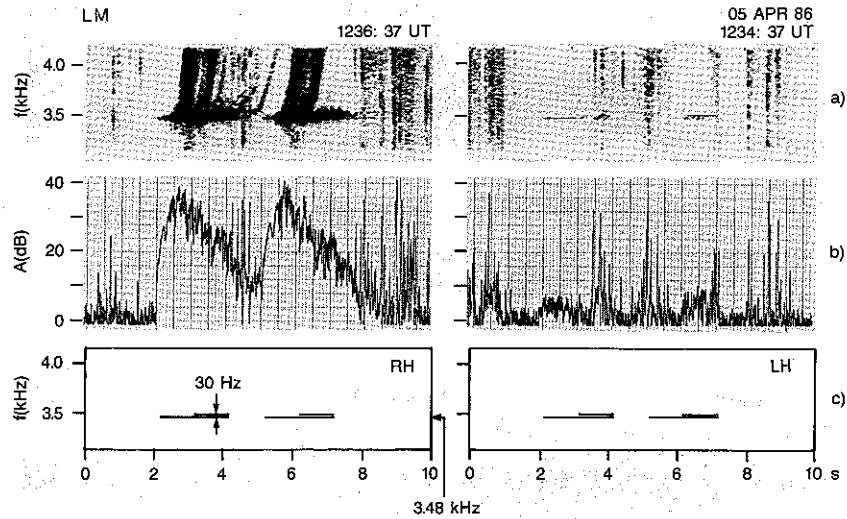 LM
1236: 37 UT
05 APR 86
1234: 37 UT
f(kHz)
4.0
3.5
a)
A(dB)
40
20
0
b)
f(kHz)
4.0
3.5
30 Hz
RH
LH
c)
0 2 4 6 8 10 0 2 4 6 8 10 s
3.48 kHz